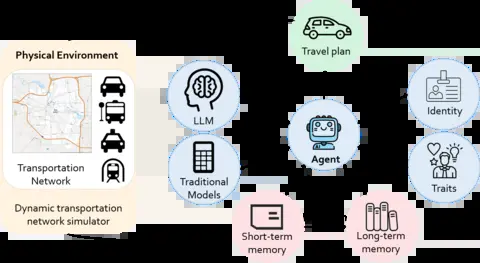 Physical Environment
Transportation
Network
Dynamic transportation
network simulator
LLM
Traditional
Models
Travel plan
Agent
Identity
Traits
Short-term
memory
Long-term
memory